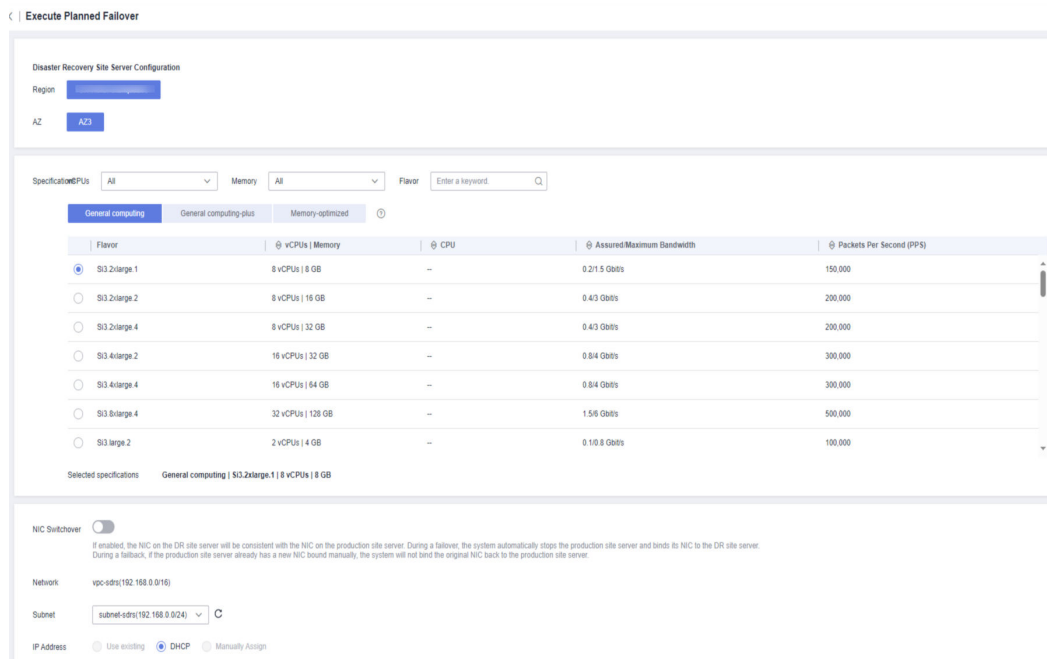 Execute Planned Failover
Disaster Recovery Site Server Configuration
Region
AZ AZ3
Specification vCPUs All Memory All Flavor Enter a keyword.
General computing General computing-plus Memory-optimized
Flavor vCPUs | Memory CPU Assured/Maximum Bandwidth Packets Per Second (PPS)
Si3.2xlarge.1 8 vCPUs | 8 GB -- 0.2/1.5 Gbit/s 150,000
Si3.2xlarge.2 8 vCPUs | 16 GB -- 0.4/3 Gbit/s 200,000
Si3.2xlarge.4 8 vCPUs | 32 GB -- 0.4/3 Gbit/s 200,000
Si3.4xlarge.2 16 vCPUs | 32 GB -- 0.8/4 Gbit/s 300,000
Si3.4xlarge.4 16 vCPUs | 64 GB -- 0.8/4 Gbit/s 300,000
Si3.8xlarge.4 32 vCPUs | 128 GB -- 1.5/6 Gbit/s 500,000
Si3.large.2 2 vCPUs | 4 GB -- 0.1/0.8 Gbit/s 100,000
Selected specifications General computing | Si3.2xlarge.1 | 8 vCPUs | 8 GB
NIC Switchover
If enabled, the NIC on the DR site server will be consistent with the NIC on the production site server. During a failover, the system automatically stops the production site server and binds its NIC to the DR site server.
During a failback, if the production site server already has a new NIC bound manually, the system will not bind the original NIC back to the production site server.
Network vpc-sdrs(192.168.0.0/16)
Subnet subnet-sdrs(192.168.0.0/24)
IP Address Use existing DHCP Manually Assign